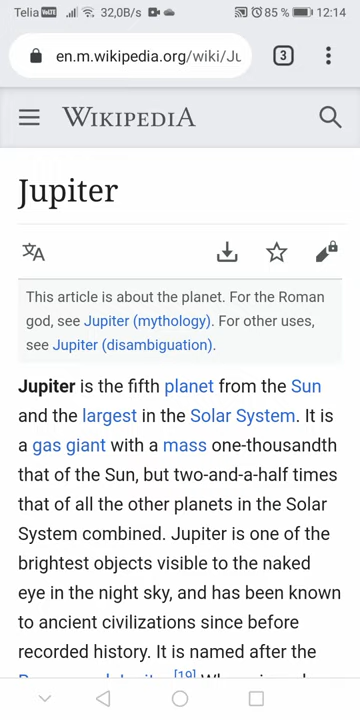 Telia VoLTE 32,0B/s 85 % 12:14
en.m.wikipedia.org/wiki/Ju 3
WIKIPEDIA
Jupiter
This article is about the planet. For the Roman
god, see Jupiter (mythology). For other uses,
see Jupiter (disambiguation).
Jupiter is the fifth planet from the Sun
and the largest in the Solar System. It is
a gas giant with a mass one-thousandth
that of the Sun, but two-and-a-half times
that of all the other planets in the Solar
System combined. Jupiter is one of the
brightest objects visible to the naked
eye in the night sky, and has been known
to ancient civilizations since before
recorded history. It is named after the
[19]